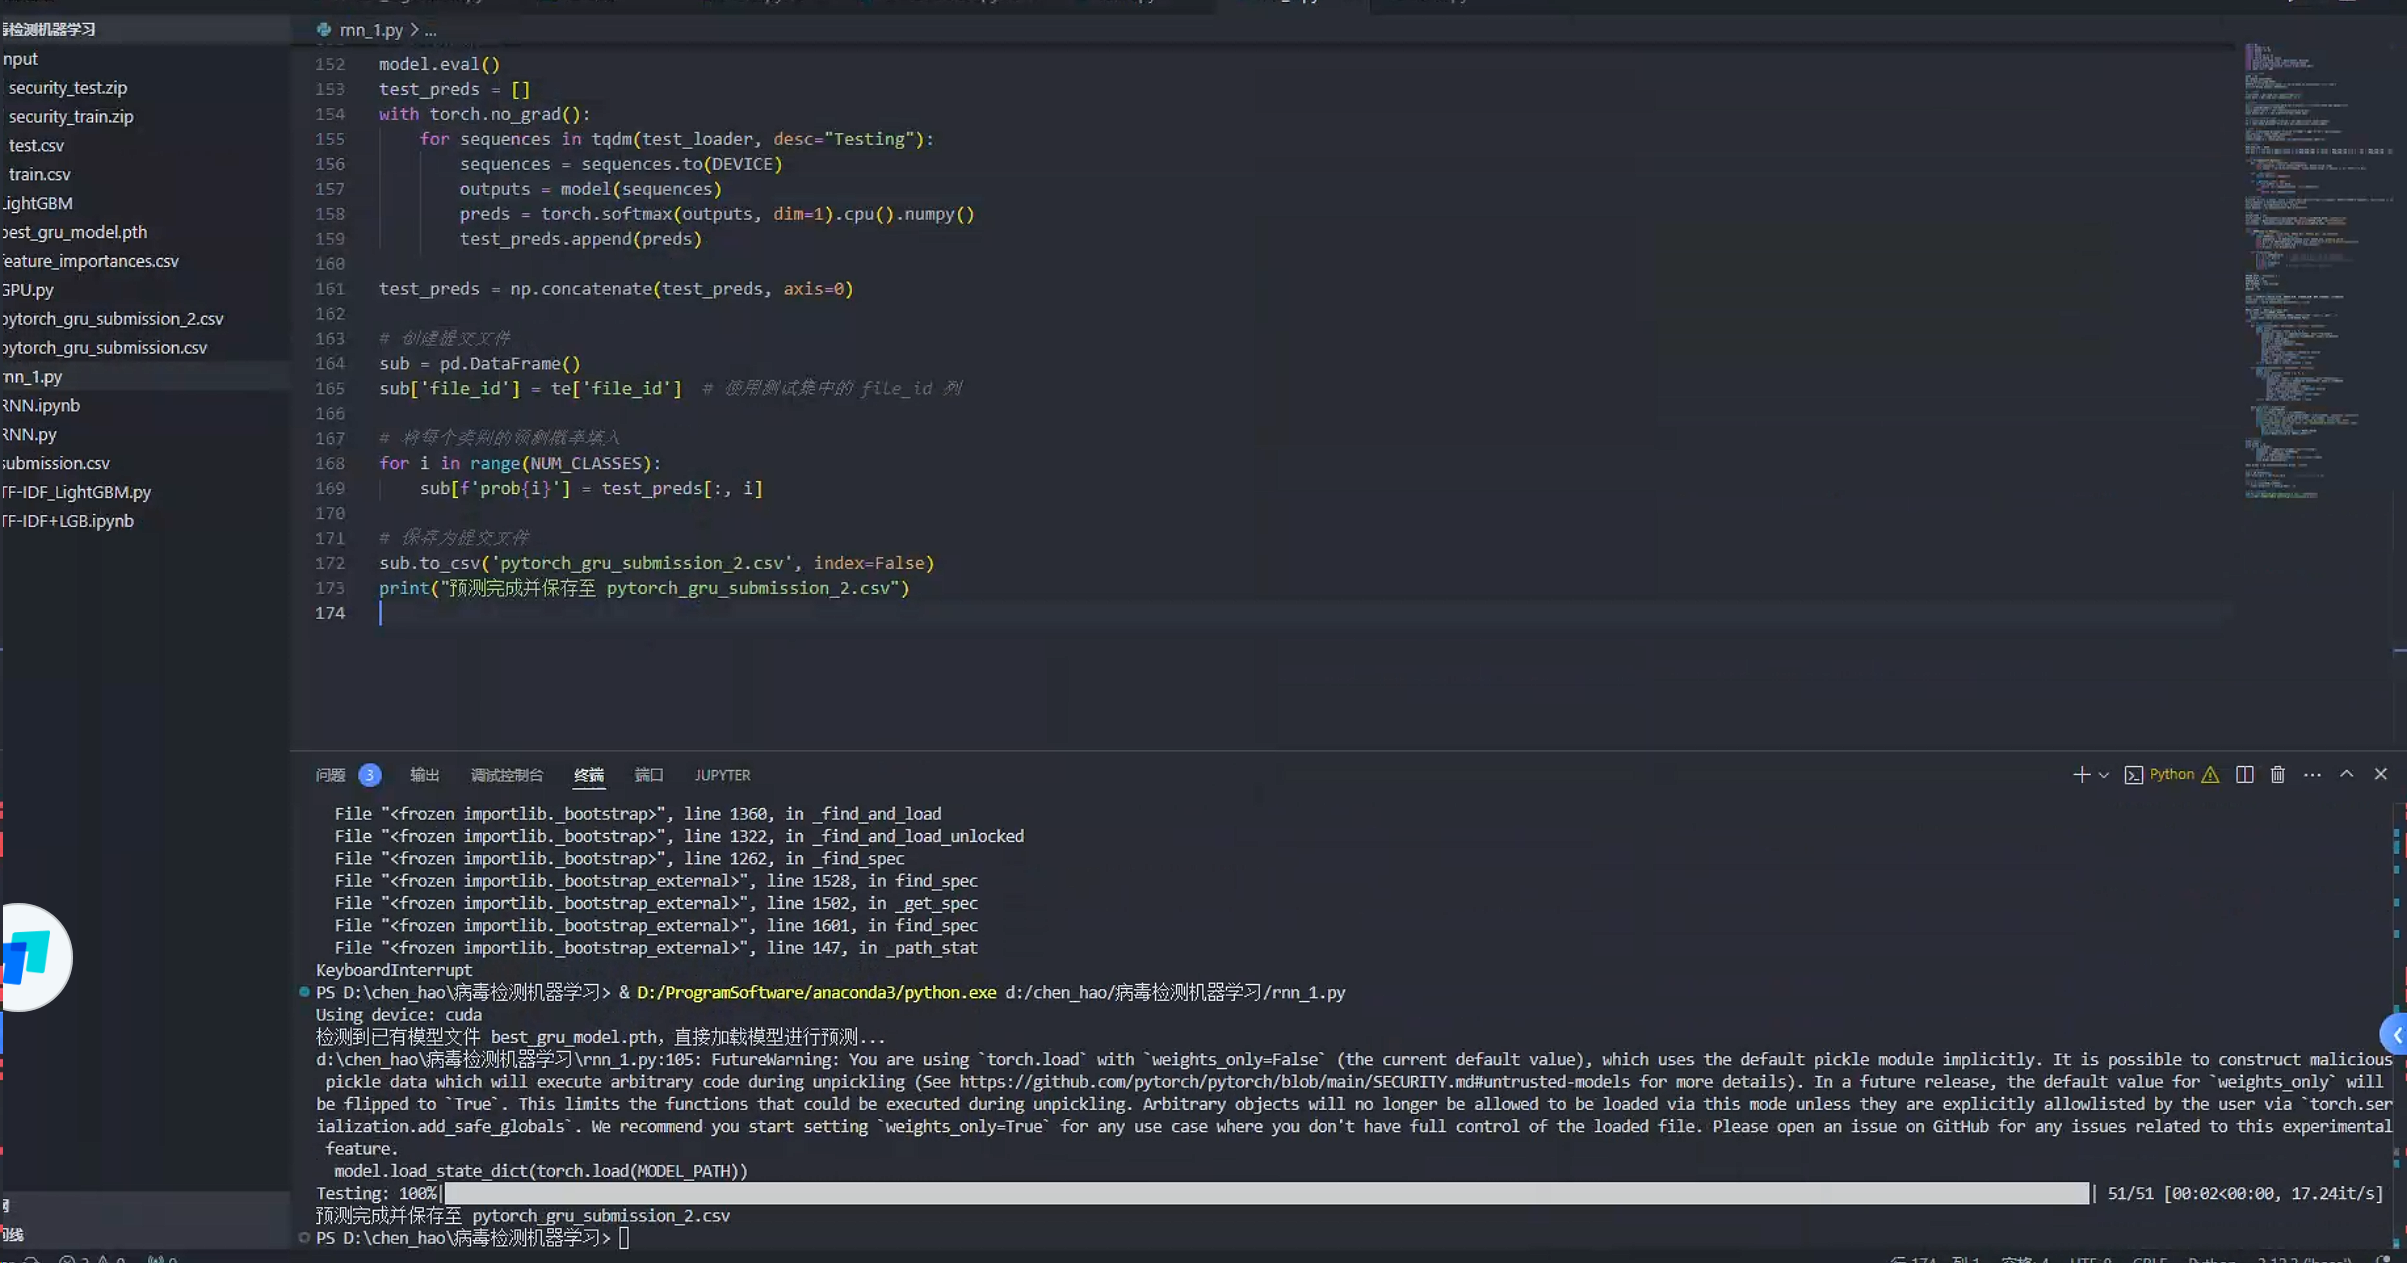 毒检测机器学习
nput
security_test.zip
security_train.zip
test.csv
train.csv
LightGBM
best_gru_model.pth
feature_importances.csv
GPU.py
pytorch_gru_submission_2.csv
pytorch_gru_submission.csv
rnn_1.py
RNN.ipynb
RNN.py
submission.csv
TF-IDF_LightGBM.py
TF-IDF+LGB.ipynb
rnn_1.py > ...
152 model.eval()
153 test_preds = []
154 with torch.no_grad():
155 for sequences in tqdm(test_loader, desc="Testing"):
156 sequences = sequences.to(DEVICE)
157 outputs = model(sequences)
158 preds = torch.softmax(outputs, dim=1).cpu().numpy()
159 test_preds.append(preds)
160
161 test_preds = np.concatenate(test_preds, axis=0)
162
163 # 创建提交文件
164 sub = pd.DataFrame()
165 sub['file_id'] = te['file_id'] # 使用测试集中的 file_id 列
166
167 # 将每个类别的预测概率填入
168 for i in range(NUM_CLASSES):
169 sub[f'prob{i}'] = test_preds[:, i]
170
171 # 保存为提交文件
172 sub.to_csv('pytorch_gru_submission_2.csv', index=False)
173 print("预测完成并保存至 pytorch_gru_submission_2.csv")
174
问题 3 输出 调试控制台 终端 端口 JUPYTER
Python
File "<frozen importlib._bootstrap>", line 1360, in _find_and_load
File "<frozen importlib._bootstrap>", line 1322, in _find_and_load_unlocked
File "<frozen importlib._bootstrap>", line 1262, in _find_spec
File "<frozen importlib._bootstrap_external>", line 1528, in find_spec
File "<frozen importlib._bootstrap_external>", line 1502, in _get_spec
File "<frozen importlib._bootstrap_external>", line 1601, in find_spec
File "<frozen importlib._bootstrap_external>", line 147, in _path_stat
KeyboardInterrupt
PS D:\chen_hao\病毒检测机器学习> & D:/ProgramSoftware/anaconda3/python.exe d:/chen_hao/病毒检测机器学习/rnn_1.py
Using device: cuda
检测到已有模型文件 best_gru_model.pth，直接加载模型进行预测...
d:\chen_hao\病毒检测机器学习\rnn_1.py:105: FutureWarning: You are using `torch.load` with `weights_only=False` (the current default value), which uses the default pickle module implicitly. It is possible to construct malicious
pickle data which will execute arbitrary code during unpickling (See https://github.com/pytorch/pytorch/blob/main/SECURITY.md#untrusted-models for more details). In a future release, the default value for `weights_only` will
be flipped to `True`. This limits the functions that could be executed during unpickling. Arbitrary objects will no longer be allowed to be loaded via this mode unless they are explicitly allowlisted by the user via `torch.ser
ialization.add_safe_globals`. We recommend you start setting `weights_only=True` for any use case where you don't have full control of the loaded file. Please open an issue on GitHub for any issues related to this experimental
feature.
model.load_state_dict(torch.load(MODEL_PATH))
Testing: 100%| | 51/51 [00:02<00:00, 17.24it/s]
预测完成并保存至 pytorch_gru_submission_2.csv
PS D:\chen_hao\病毒检测机器学习>